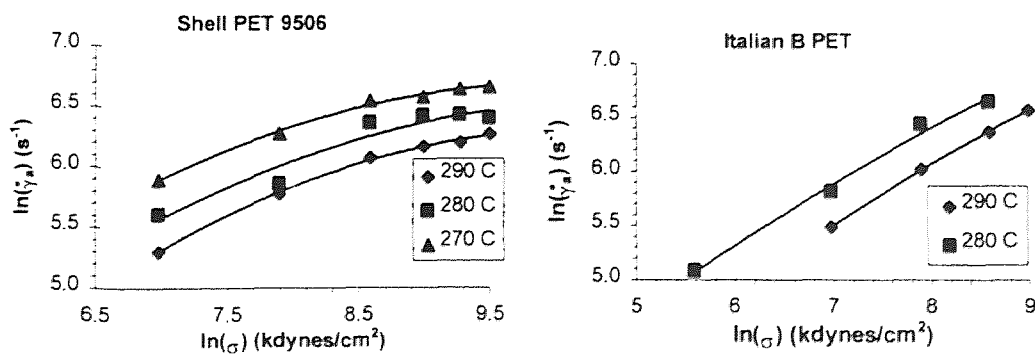 Shell PET 9506
7.0
6.5
6.0
5.5
5.0
ln(γ̇a) (s⁻¹)
290 C
280 C
270 C
6.5 7.5 8.5 9.5
ln(σ) (kdynes/cm²)
Italian B PET
7.0
6.5
6.0
5.5
5.0
ln(γ̇a) (s⁻¹)
290 C
280 C
5 6 7 8 9
ln(σ) (kdynes/cm²)